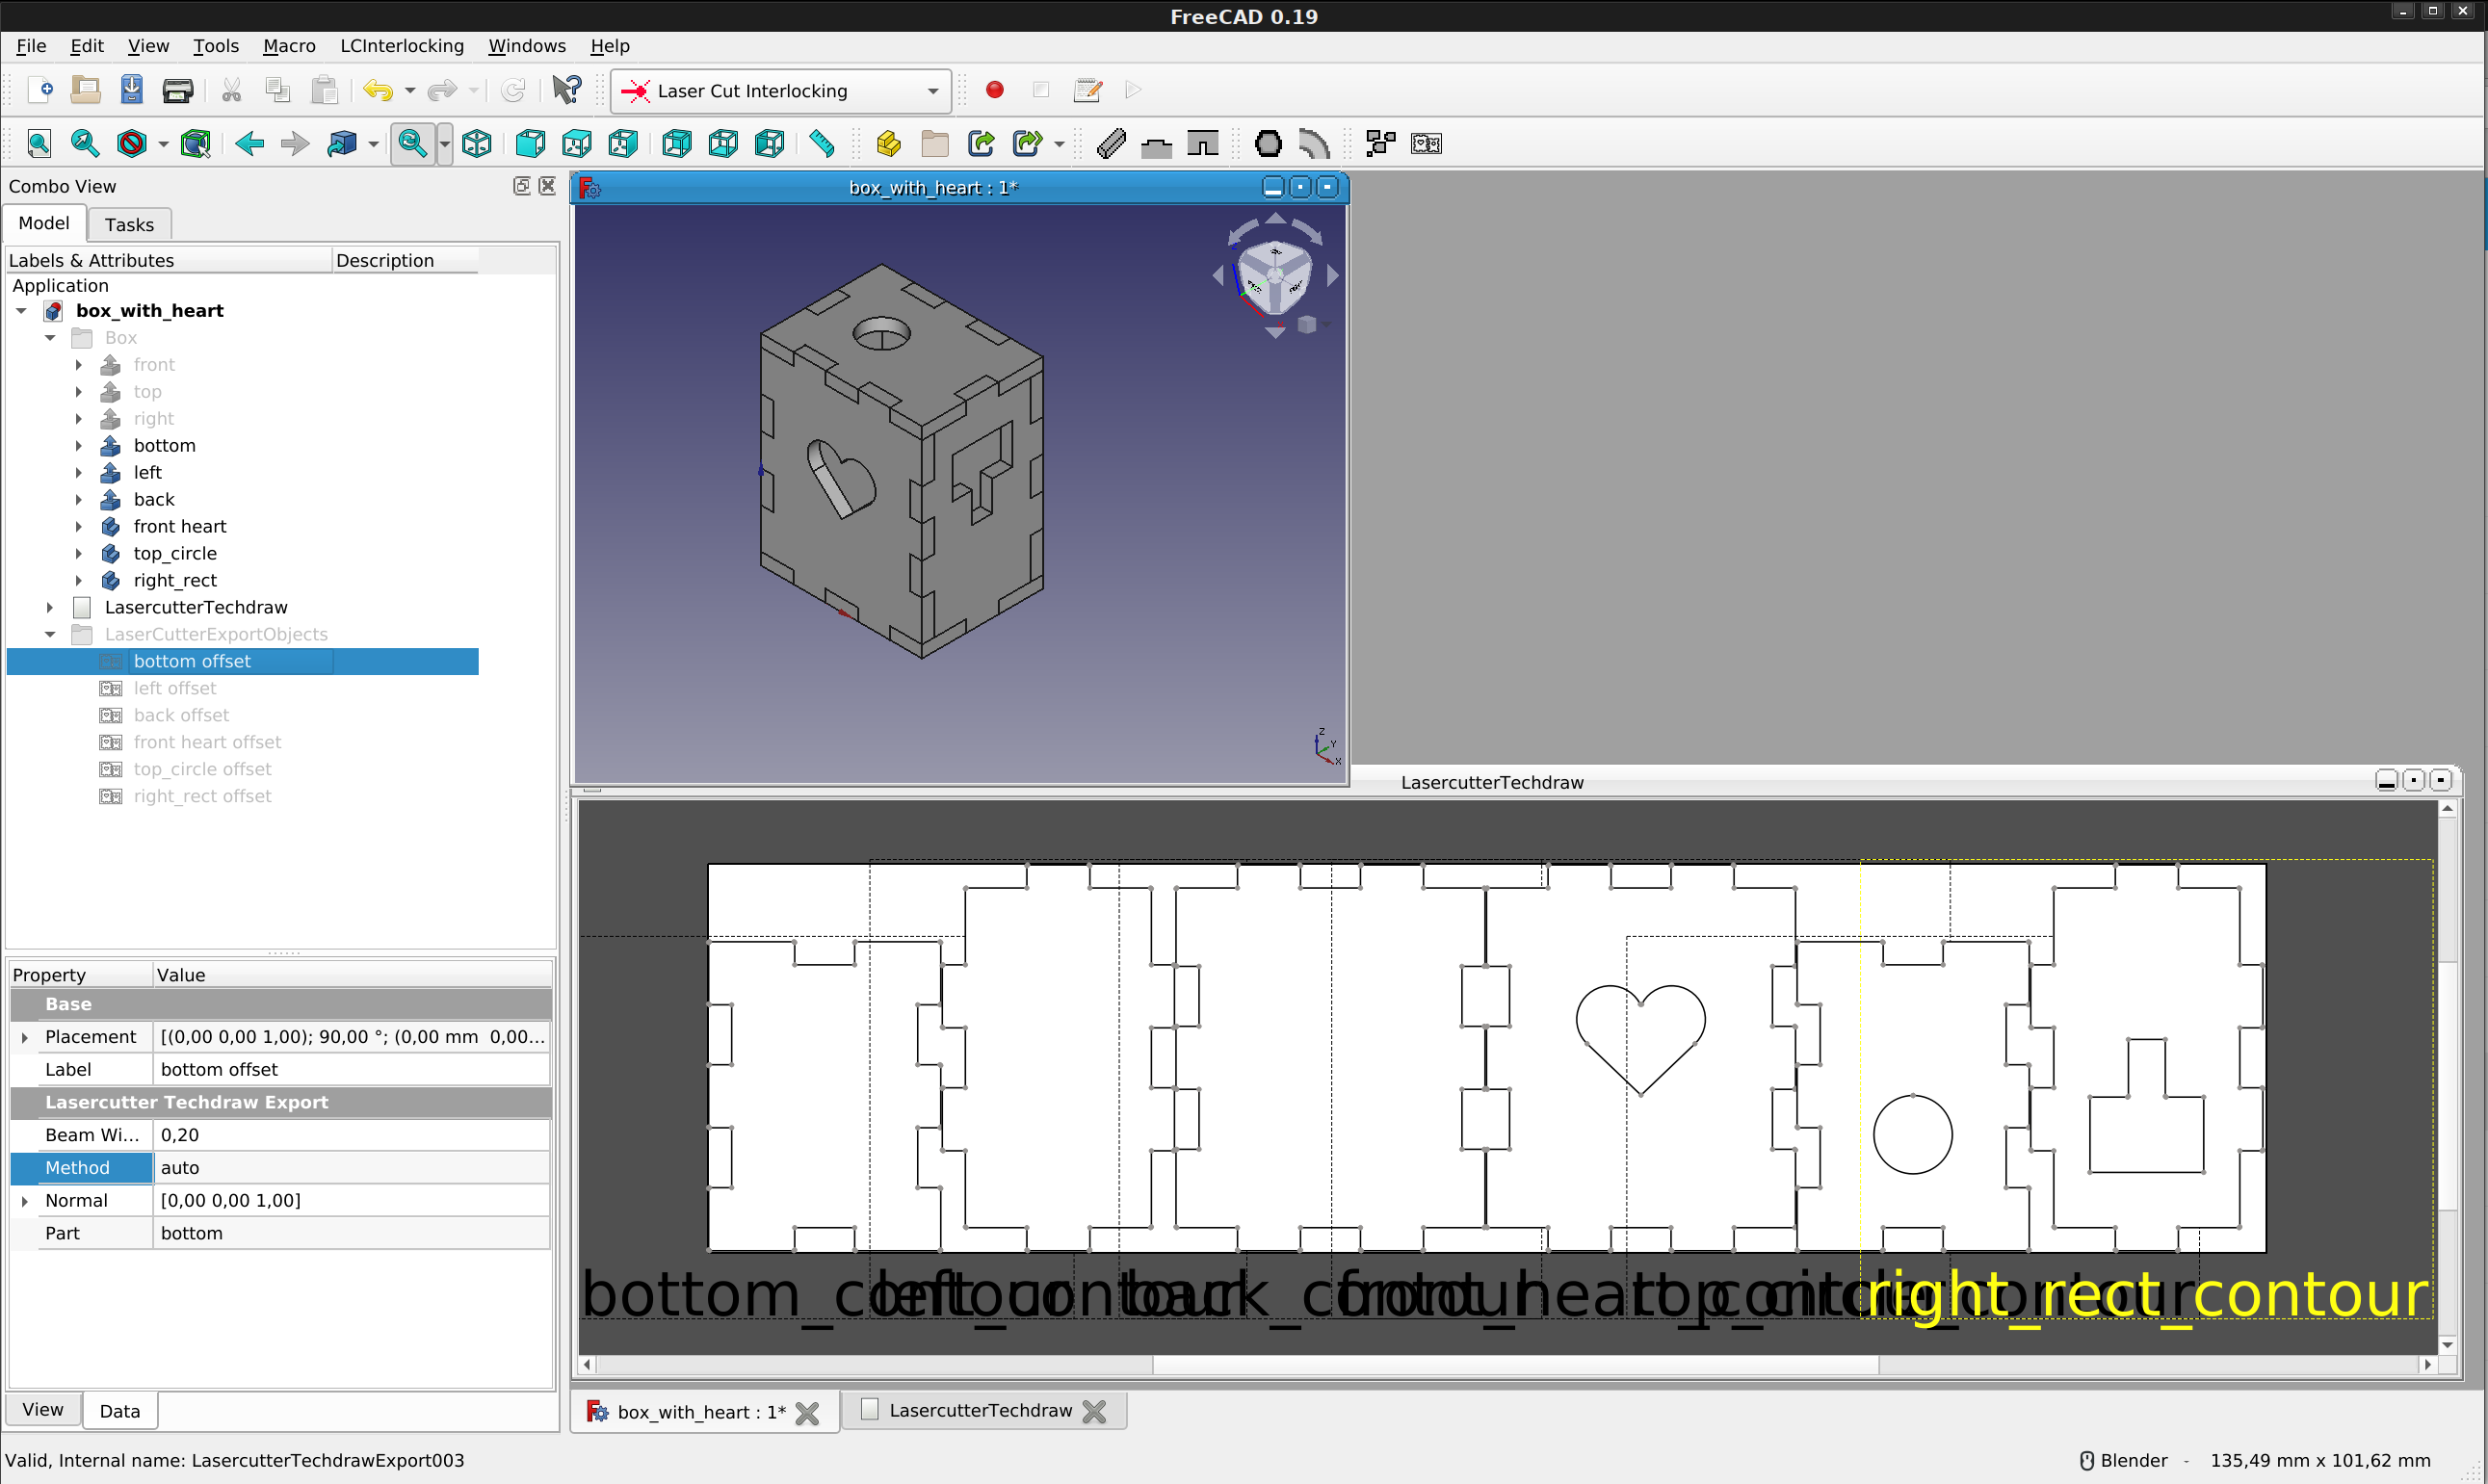 FreeCAD 0.19
File Edit View Tools Macro LCInterlocking Windows Help
Laser Cut Interlocking
Combo View
Model Tasks
Labels & Attributes Description
Application
box_with_heart
Box
front
top
right
bottom
left
back
front heart
top_circle
right_rect
LasercutterTechdraw
LaserCutterExportObjects
bottom offset
left offset
back offset
front heart offset
top_circle offset
right_rect offset
Property Value
Base
Placement [(0,00 0,00 1,00); 90,00 °; (0,00 mm 0,00...
Label bottom offset
Lasercutter Techdraw Export
Beam Wi... 0,20
Method auto
Normal [0,00 0,00 1,00]
Part bottom
View Data
box_with_heart : 1*
Z
Y
X
LasercutterTechdraw
bottom_contour left_contour back_contour front_heart_contour top_circle_contour right_rect_contour
box_with_heart : 1* LasercutterTechdraw
Valid, Internal name: LasercutterTechdrawExport003
Blender - 135,49 mm x 101,62 mm